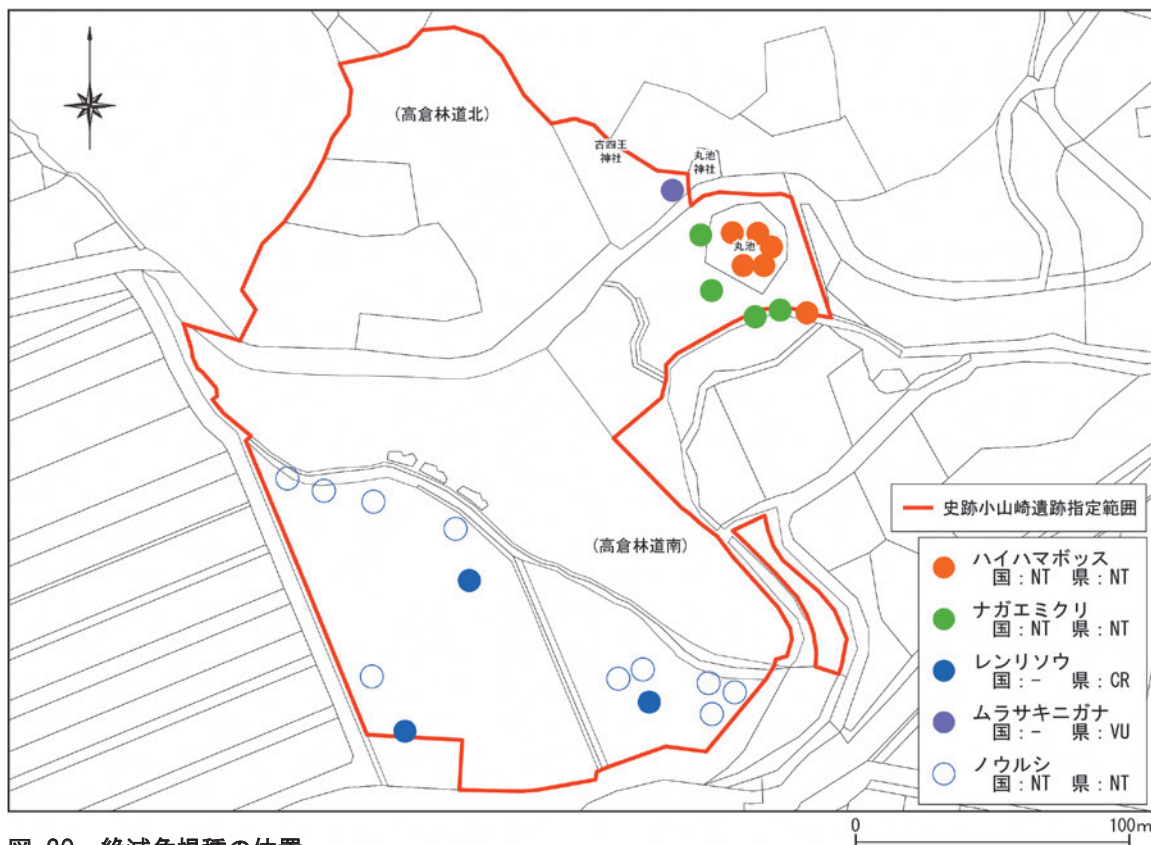 (高倉林道北)
古四王
神社
丸池
神社
丸池
(高倉林道南)
史跡小山崎遺跡指定範囲
ハイハマボッス
国：NT 県：NT
ナガエミクリ
国：NT 県：NT
レンリソウ
国：- 県：CR
ムラサキニガナ
国：- 県：VU
ノウルシ
国：NT 県：NT
0 100m